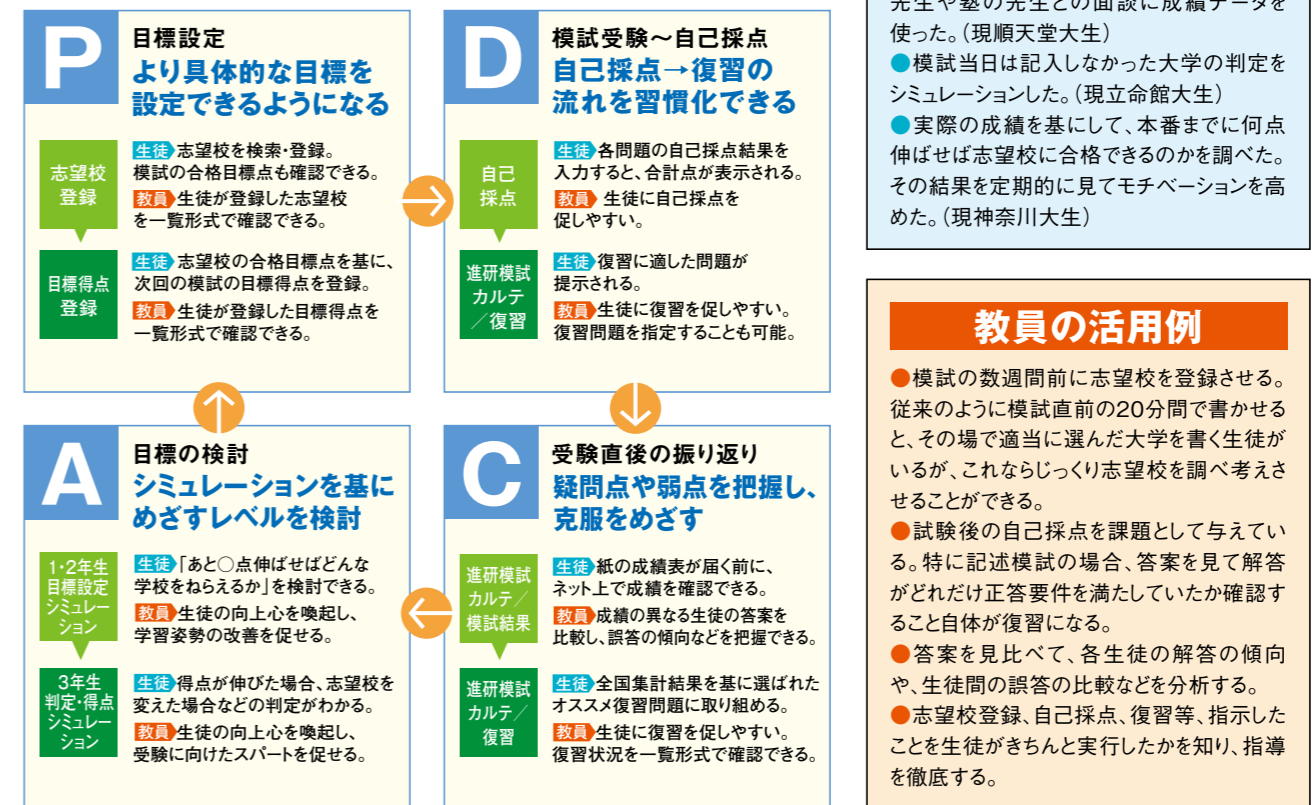 P
目標設定
より具体的な目標を
設定できるようになる
志望校
登録
生徒 志望校を検索・登録。
模試の合格目標点も確認できる。
教員 生徒が登録した志望校
を一覧形式で確認できる。
目標得点
登録
生徒 志望校の合格目標点を基に、
次回の模試の目標得点を登録。
教員 生徒が登録した目標得点を
一覧形式で確認できる。
D
模試受験〜自己採点
自己採点→復習の
流れを習慣化できる
自己
採点
生徒 各問題の自己採点結果を
入力すると、合計点が表示される。
教員 生徒に自己採点を
促しやすい。
進研模試
カルテ
／復習
生徒 復習に適した問題が
提示される。
教員 生徒に復習を促しやすい。
復習問題を指定することも可能。
C
受験直後の振り返り
疑問点や弱点を把握し、
克服をめざす
進研模試
カルテ／
模試結果
生徒 紙の成績表が届く前に、
ネット上で成績を確認できる。
教員 成績の異なる生徒の答案を
比較し、誤答の傾向などを把握できる。
進研模試
カルテ／
復習
生徒 全国集計結果を基に選ばれた
オススメ復習問題に取り組める。
教員 生徒に復習を促しやすい。
復習状況を一覧形式で確認できる。
A
目標の検討
シミュレーションを基に
めざすレベルを検討
1・2年生
目標設定
シミュレー
ション
生徒 「あと○点伸ばせばどんな
学校をねらえるか」を検討できる。
教員 生徒の向上心を喚起し、
学習姿勢の改善を促せる。
3年生
判定・得点
シミュレー
ション
生徒 得点が伸びた場合、志望校を
変えた場合などの判定がわかる。
教員 生徒の向上心を喚起し、
受験に向けたスパートを促せる。
先生や塾の先生との面談に成績データを
使った。（現順天堂大生）
●模試当日は記入しなかった大学の判定を
シミュレーションした。（現立命館大生）
●実際の成績を基にして、本番までに何点
伸ばせば志望校に合格できるのかを調べた。
その結果を定期的に見てモチベーションを高
めた。（現神奈川大生）
教員の活用例
●模試の数週間前に志望校を登録させる。
従来のように模試直前の20分間で書かせる
と、その場で適当に選んだ大学を書く生徒が
いるが、これならじっくり志望校を調べ考えさ
せることができる。
●試験後の自己採点を課題として与えてい
る。特に記述模試の場合、答案を見て解答
がどれだけ正答要件を満たしていたか確認す
ること自体が復習になる。
●答案を見比べて、各生徒の解答の傾向
や、生徒間の誤答の比較などを分析する。
●志望校登録、自己採点、復習等、指示した
ことを生徒がきちんと実行したかを知り、指導
を徹底する。